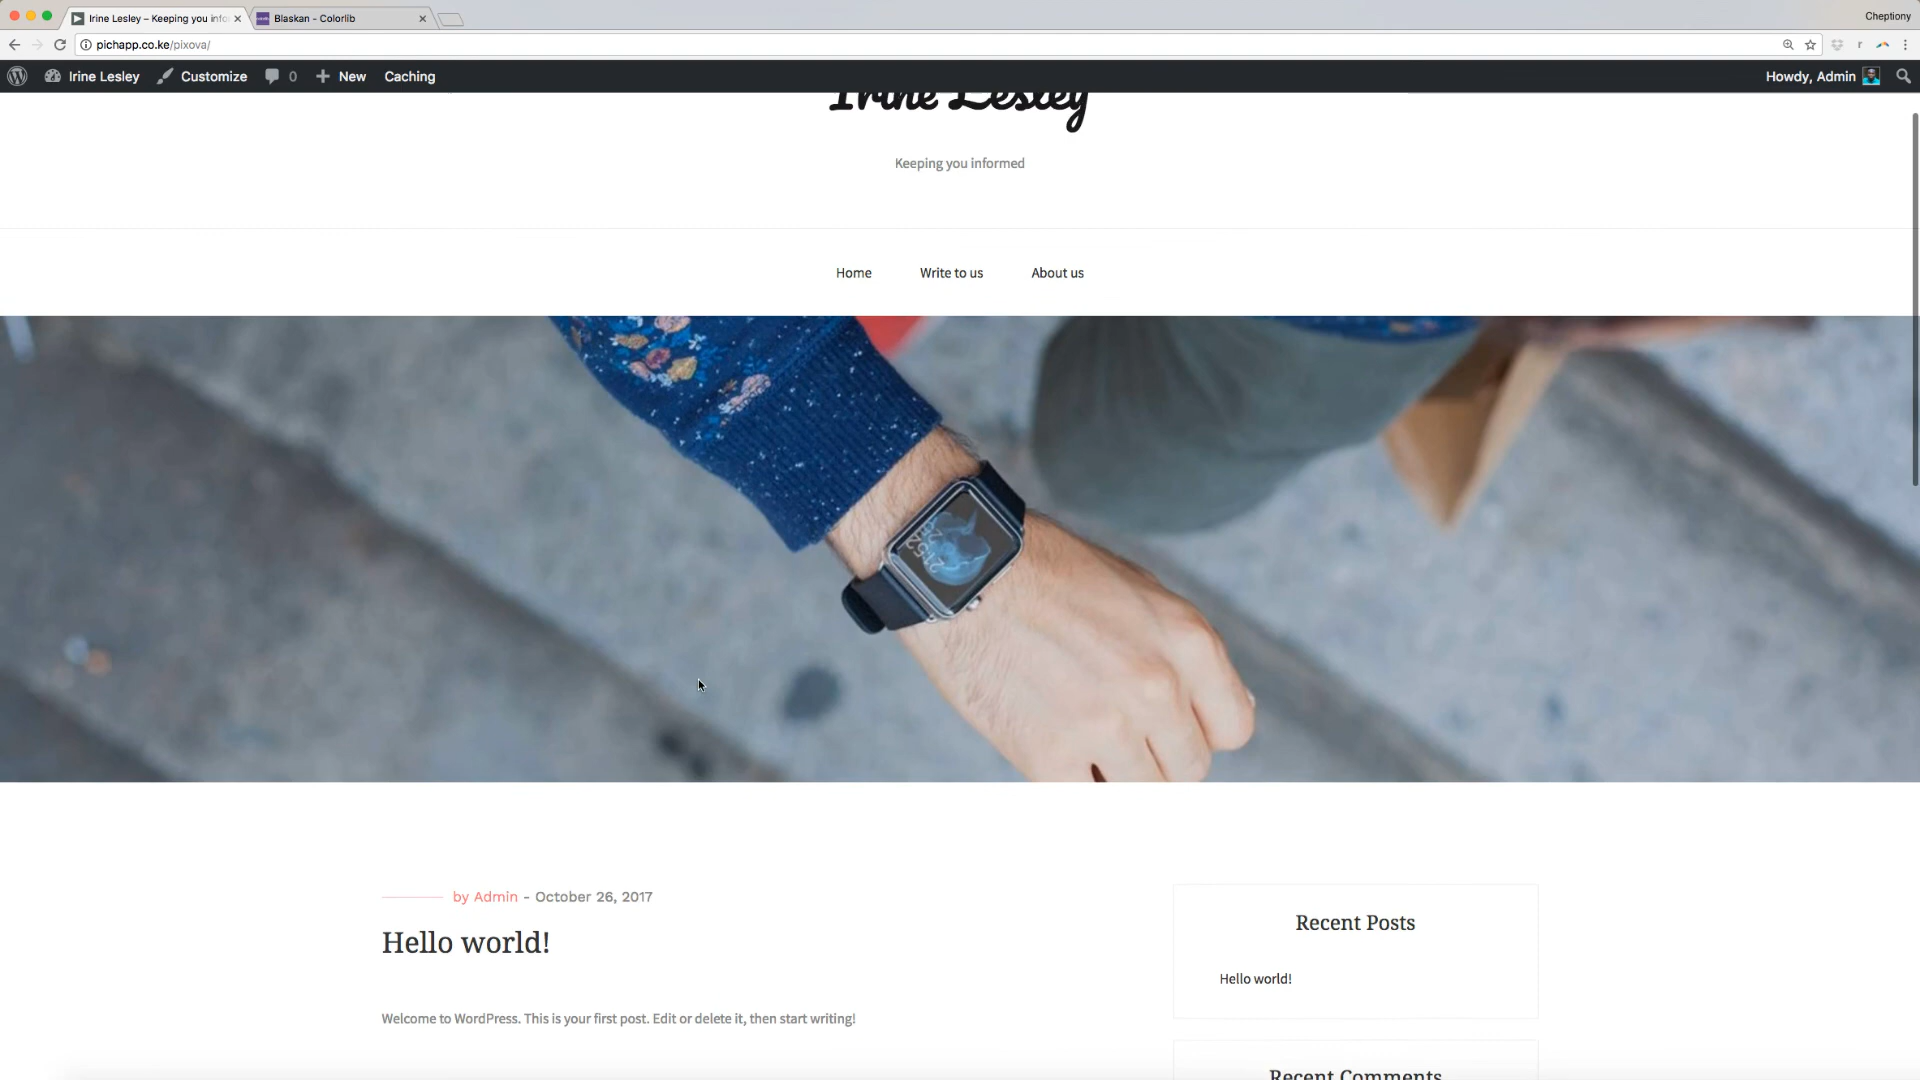 Irine Lesley – Keeping you info
Blaskan - Colorlib
Cheptiony
pichapp.co.ke/pixova/
Irine Lesley
Customize
0
New
Caching
Howdy, Admin
Irine Lesley
Keeping you informed
Home
Write to us
About us
by Admin - October 26, 2017
Hello world!
Welcome to WordPress. This is your first post. Edit or delete it, then start writing!
Recent Posts
Hello world!
Recent Comments